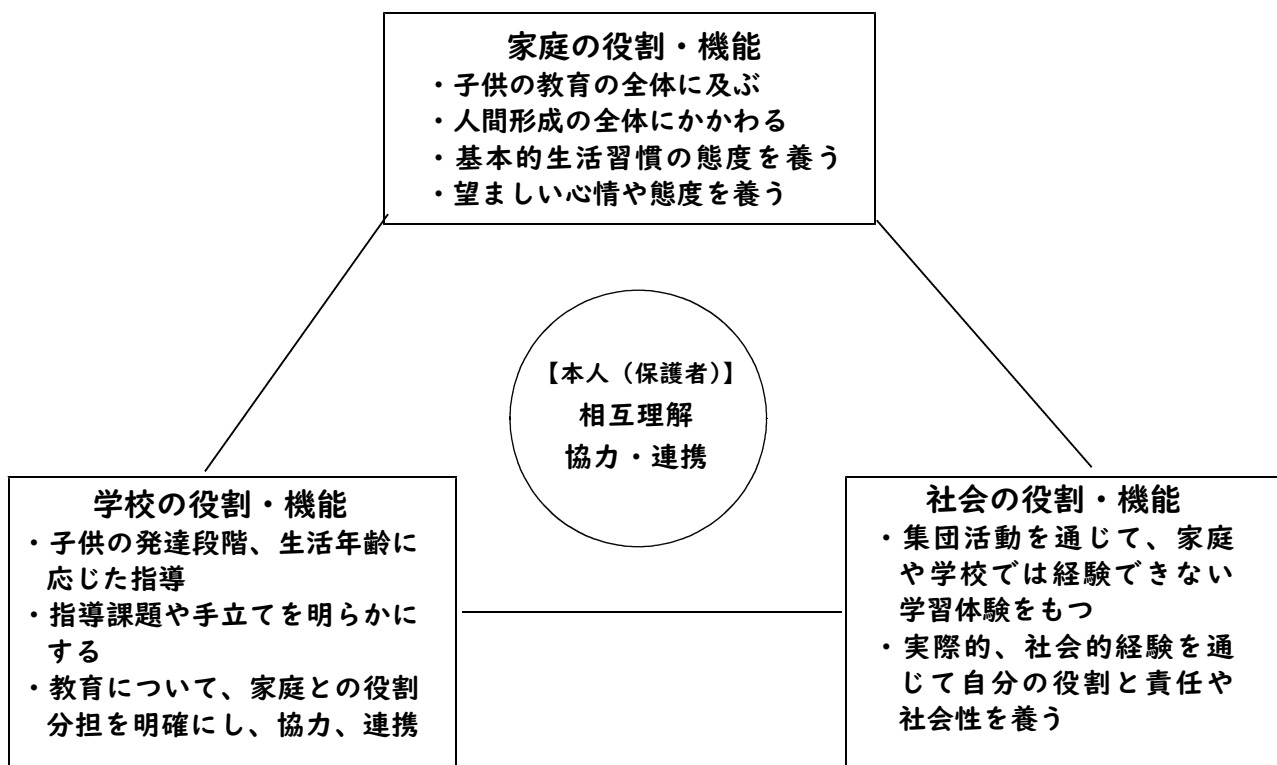 家庭の役割・機能
・子供の教育の全体に及ぶ
・人間形成の全体にかかわる
・基本的生活習慣の態度を養う
・望ましい心情や態度を養う
【本人（保護者)】
相互理解
協力・連携
学校の役割・機能
・子供の発達段階、生活年齢に
応じた指導
・指導課題や手立てを明らかに
する
・教育について、家庭との役割
分担を明確にし、協力、連携
社会の役割・機能
・集団活動を通じて、家庭
や学校では経験できない
学習体験をもつ
・実際的、社会的経験を通
じて自分の役割と責任や
社会性を養う